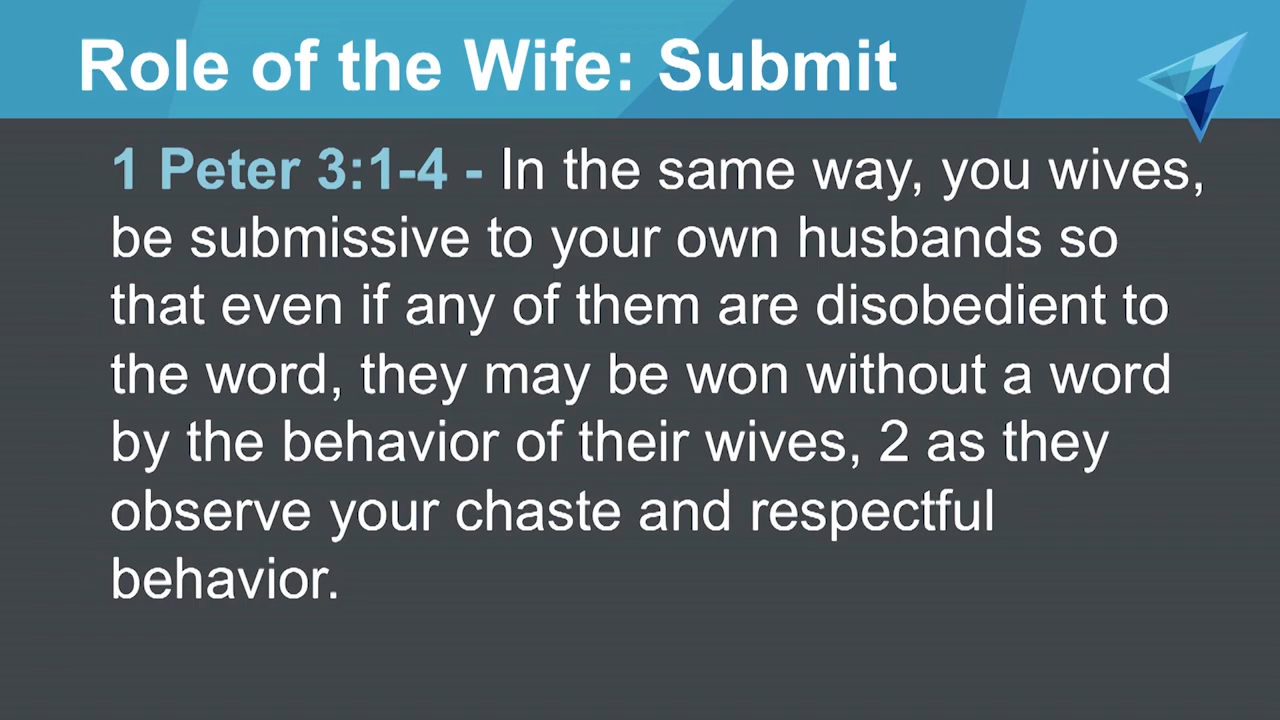 Role of the Wife: Submit
1 Peter 3:1-4 - In the same way, you wives,
be submissive to your own husbands so
that even if any of them are disobedient to
the word, they may be won without a word
by the behavior of their wives, 2 as they
observe your chaste and respectful
behavior.